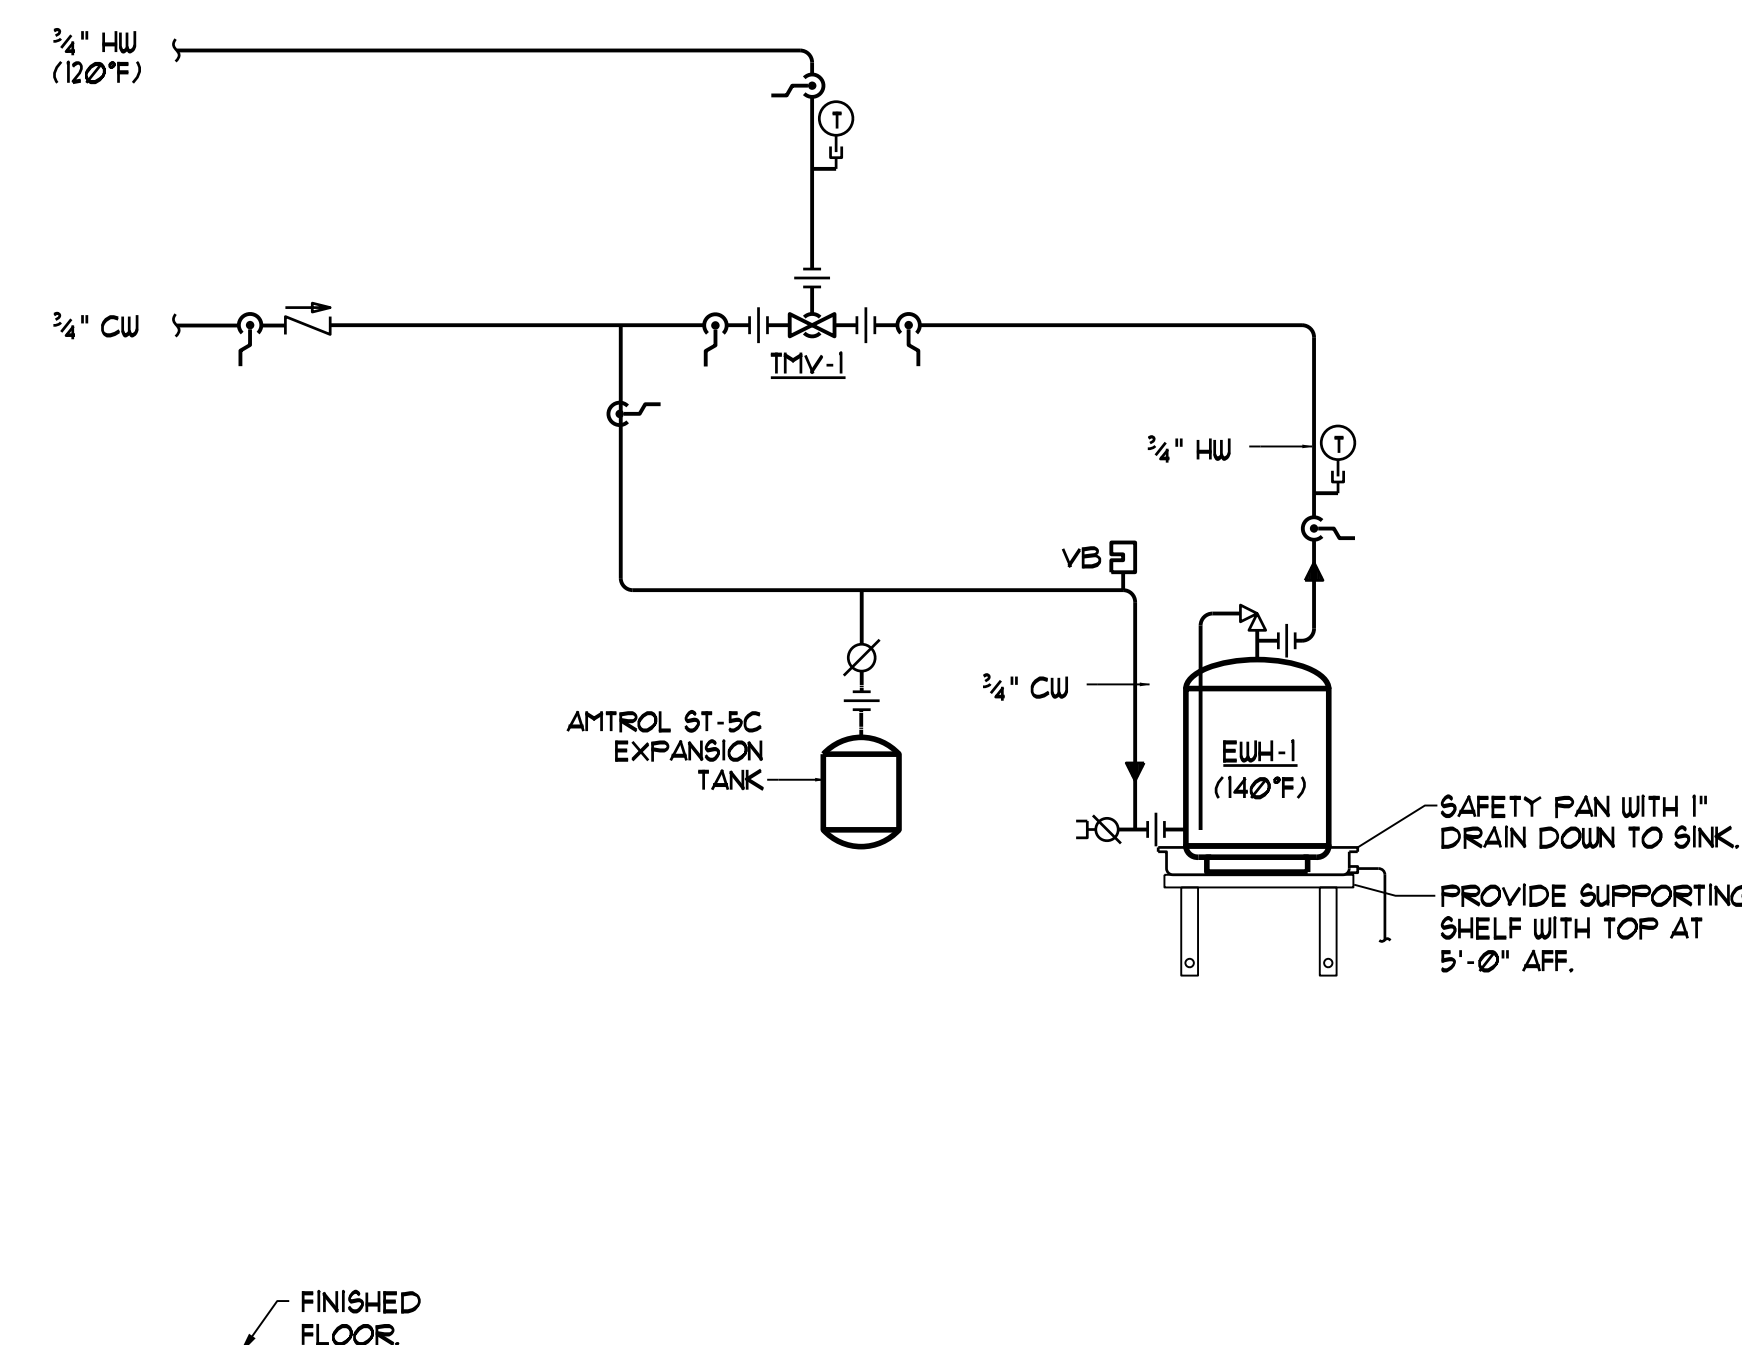 3/4" HW
(120°F)
T
3/4" CW
TMV-1
3/4" HW
T
VB
3/4" CW
AMTROL ST-5C
EXPANSION
TANK
EWH-1
(140°F)
SAFETY PAN WITH 1"
DRAIN DOWN TO SINK.
PROVIDE SUPPORTING
SHELF WITH TOP AT
5'-0" AFF.
FINISHED
FLOOR.